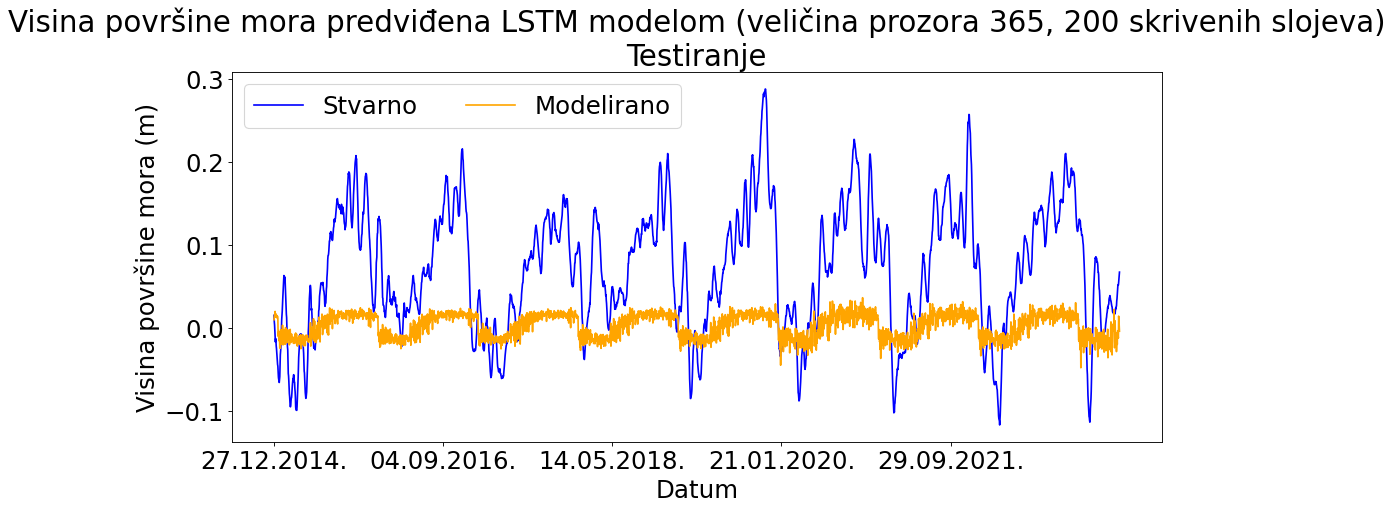 Visina površine mora predviđena LSTM modelom (veličina prozora 365, 200 skrivenih slojeva)
Testiranje
Stvarno
Modelirano
Visina površine mora (m)
0.3
0.2
0.1
0.0
−0.1
27.12.2014.
04.09.2016.
14.05.2018.
21.01.2020.
29.09.2021.
Datum